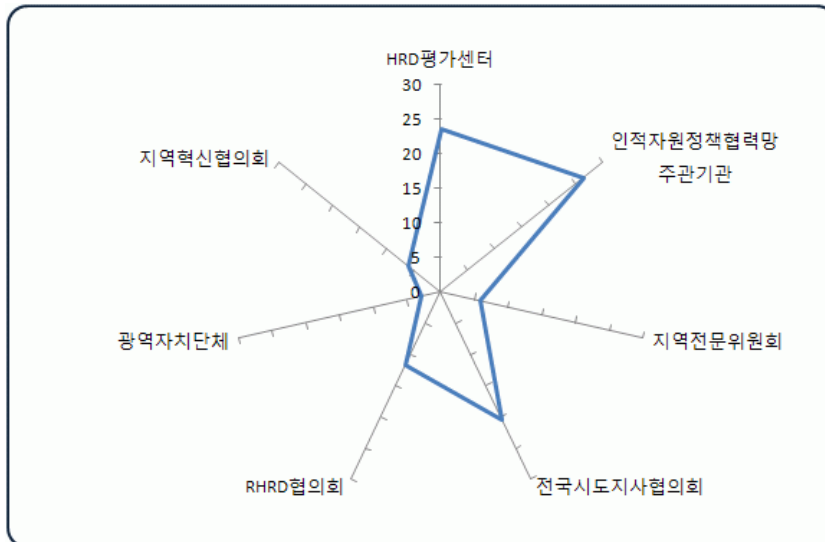 HRD평가센터
30
25
20
15
10
5
0
인적자원정책협력망
주관기관
지역전문위원회
전국시도지사협의회
RHRD협의회
광역자치단체
지역혁신협의회